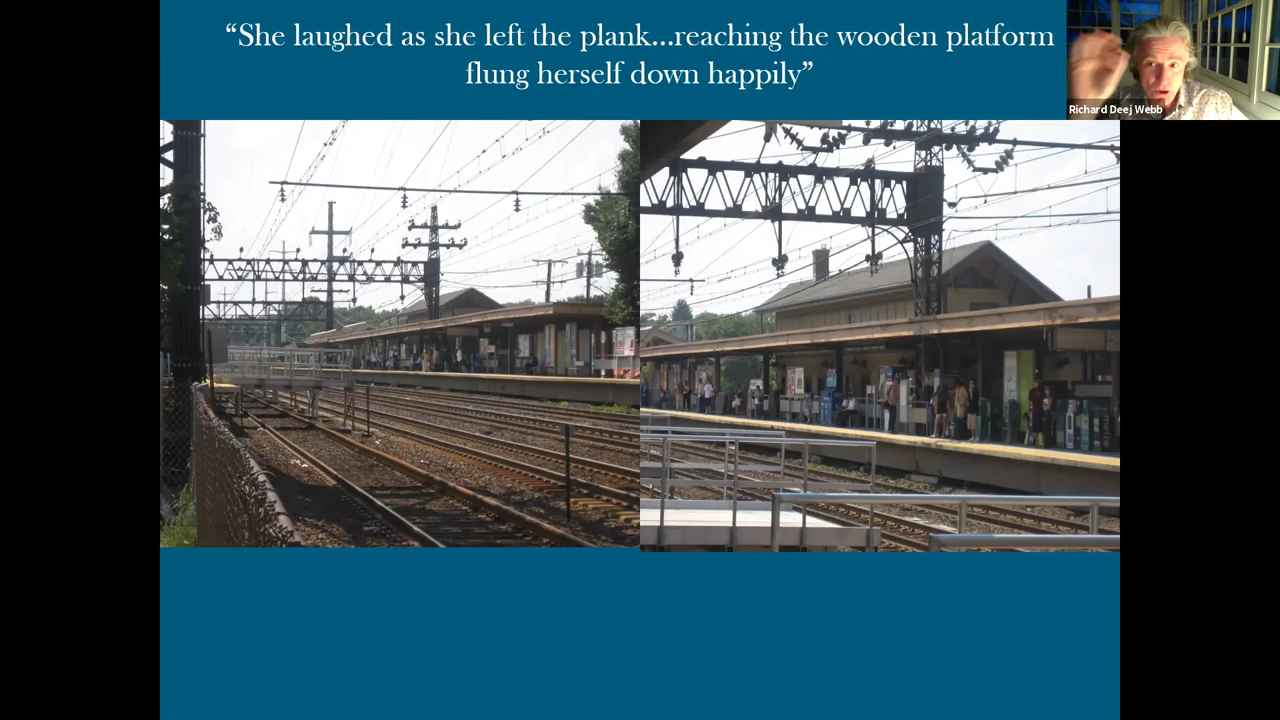 “She laughed as she left the plank...reaching the wooden platform
flung herself down happily”
Richard Deej Webb